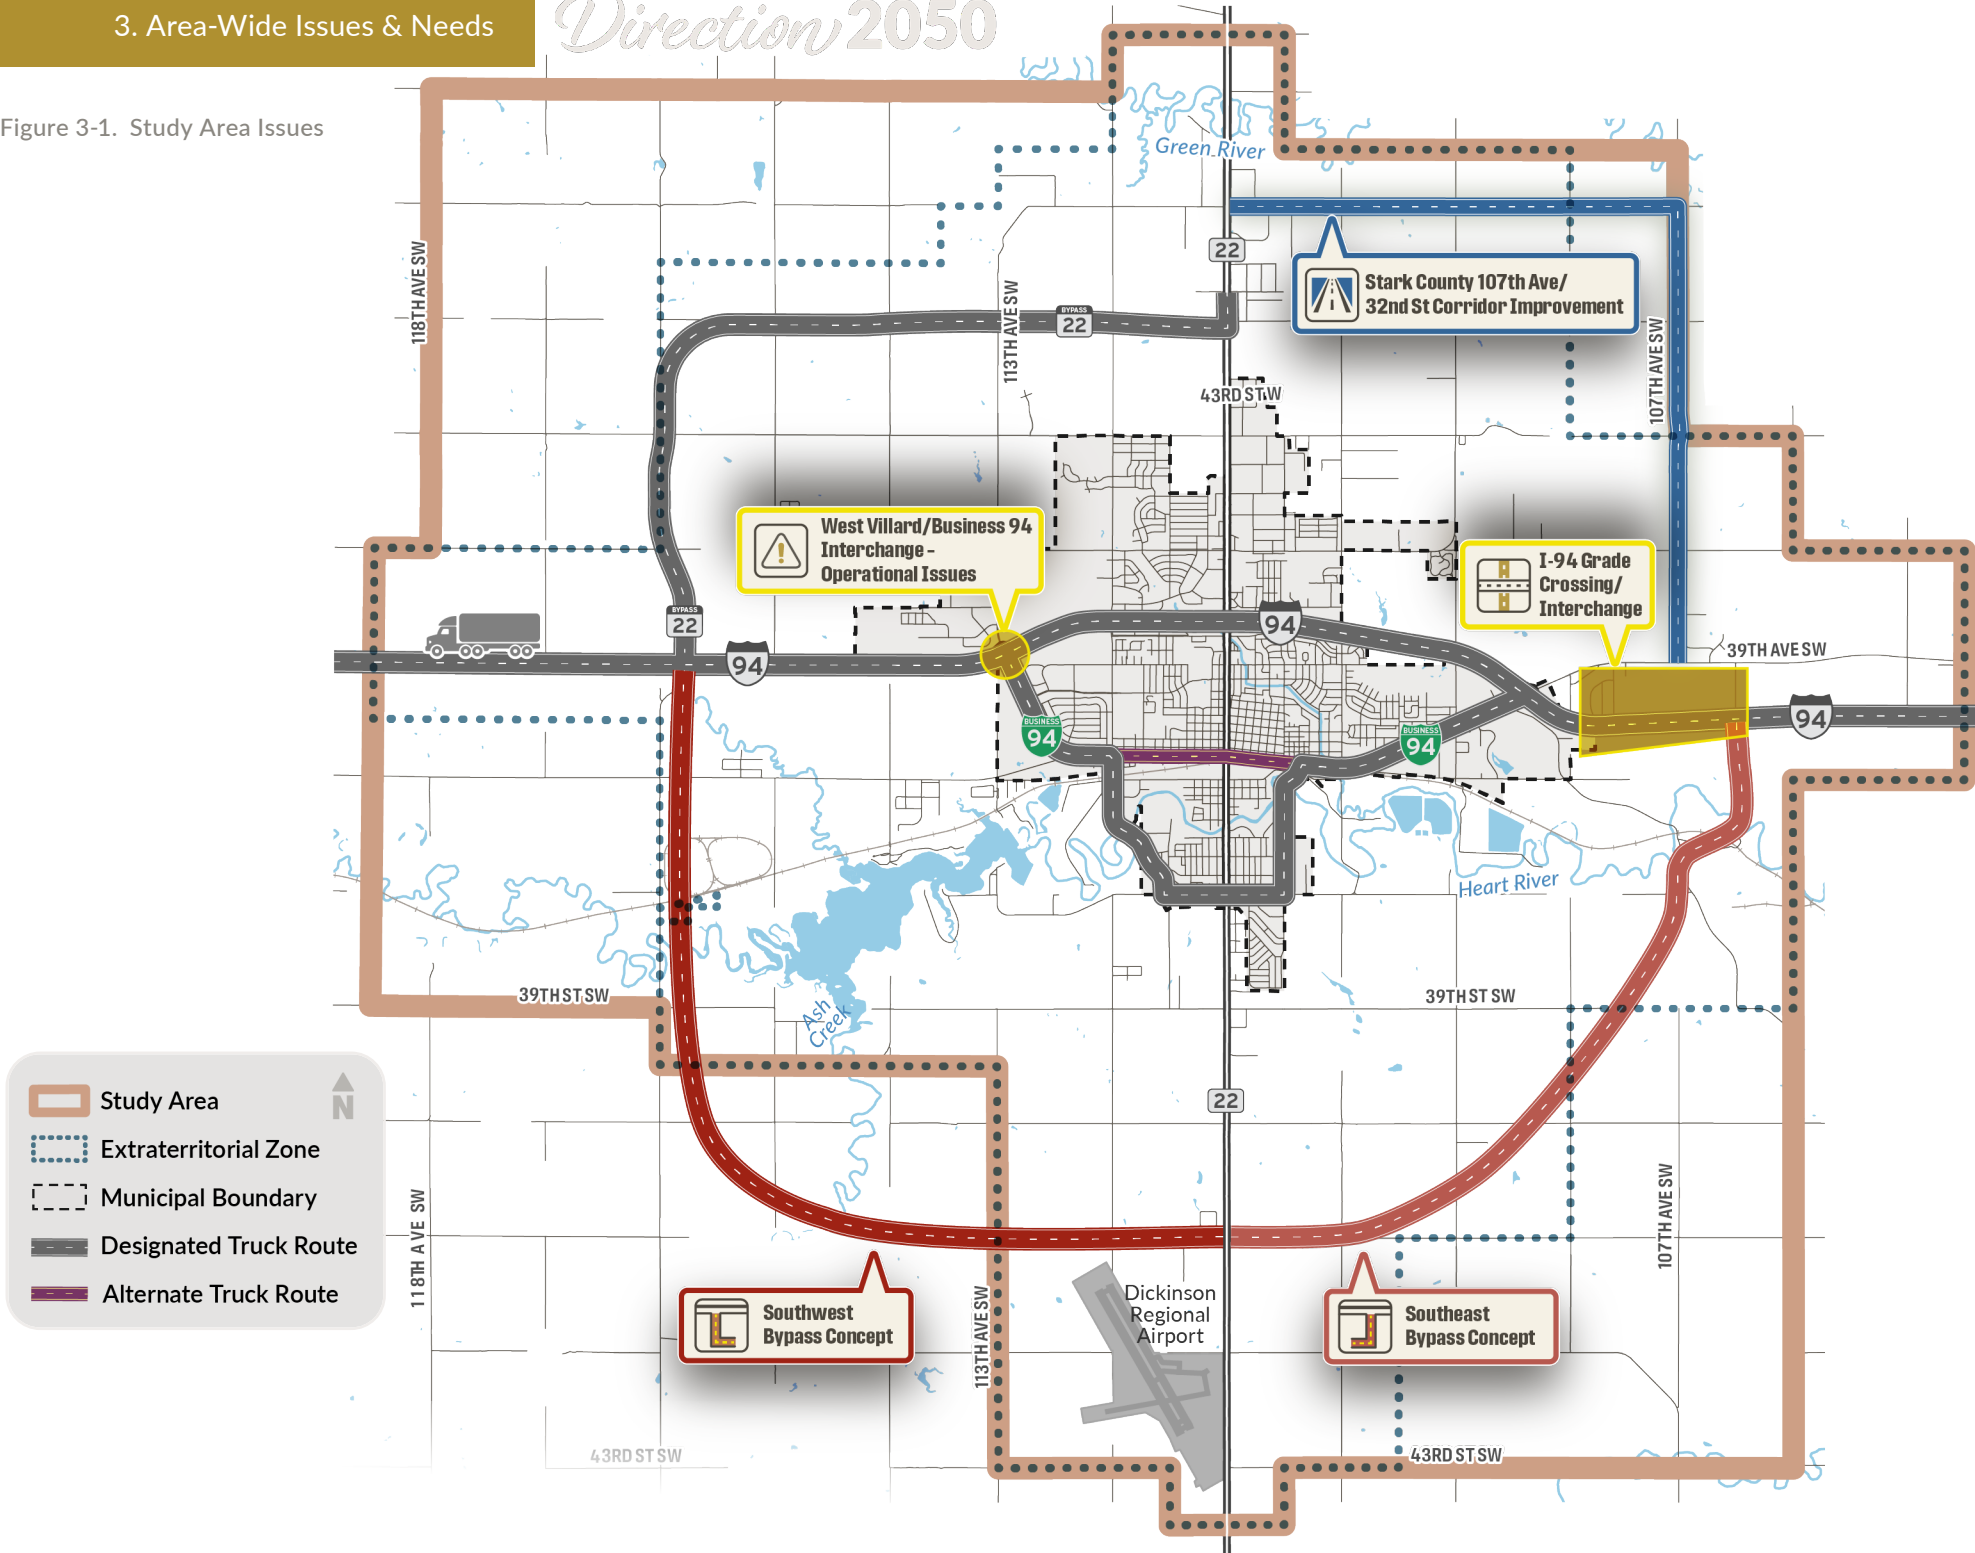 3. Area-Wide Issues & Needs
Direction 2050
Figure 3-1. Study Area Issues
Green River
118TH AVE SW
22
Stark County 107th Ave/
32nd St Corridor Improvement
113TH AVE SW
BYPASS
22
107TH AVE SW
43RD ST W
West Villard/Business 94
Interchange -
Operational Issues
I-94 Grade
Crossing/
Interchange
BYPASS
22
94
94
39TH AVE SW
94
BUSINESS
94
BUSINESS
94
Heart River
39TH ST SW
39TH ST SW
Ash
Creek
22
Study Area
N
Extraterritorial Zone
Municipal Boundary
Designated Truck Route
Alternate Truck Route
118TH AVE SW
107TH AVE SW
113TH AVE SW
Southwest
Bypass Concept
Dickinson
Regional
Airport
Southeast
Bypass Concept
43RD ST SW
43RD ST SW